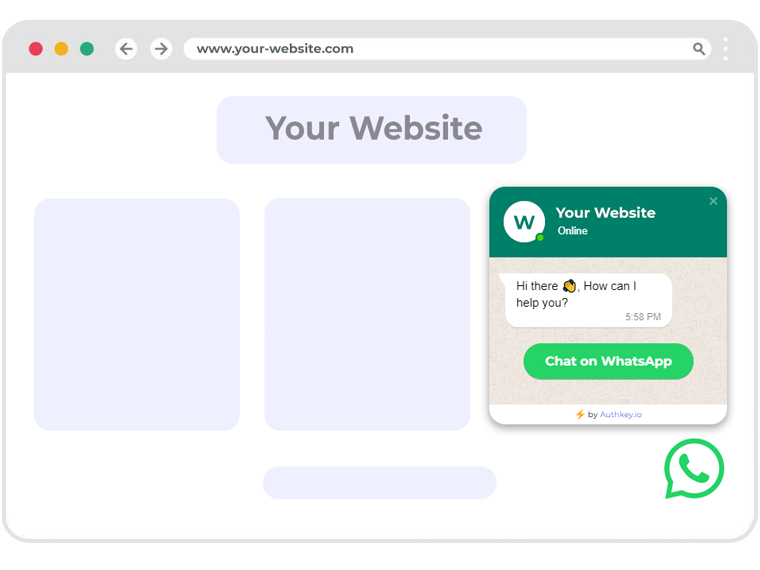 www.your-website.com
Your Website
W
Your Website
Online
Hi there 👋, How can I
help you?
5:58 PM
Chat on WhatsApp
⚡ by Authkey.io